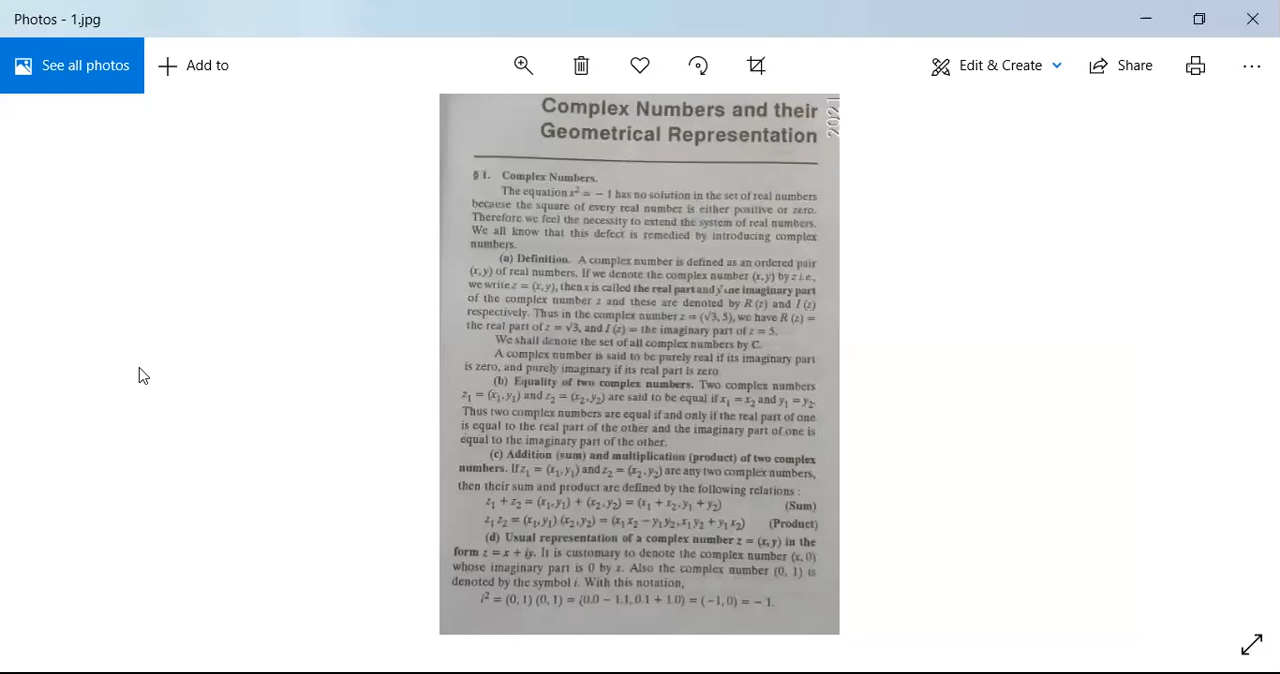 Photos - 1.jpg
See all photos
Add to
Edit & Create
Share
Complex Numbers and their
2021
Geometrical Representation
§ 1. Complex Numbers.
The equation x² = − 1 has no solution in the set of real numbers
because the square of every real number is either positive or zero.
Therefore we feel the necessity to extend the system of real numbers.
We all know that this defect is remedied by introducing complex
numbers.
(a) Definition. A complex number is defined as an ordered pair
(x, y) of real numbers. If we denote the complex number (x, y) by z i.e.,
we write z = (x, y), then x is called the real part and y the imaginary part
of the complex number z and these are denoted by R (z) and I (z)
respectively. Thus in the complex number z = (√3, 5), we have R (z) =
the real part of z = √3, and I (z) = the imaginary part of z = 5.
We shall denote the set of all complex numbers by C.
A complex number is said to be purely real if its imaginary part
is zero, and purely imaginary if its real part is zero
(b) Equality of two complex numbers. Two complex numbers
z₁ = (x₁, y₁) and z₂ = (x₂, y₂) are said to be equal if x₁ = x₂ and y₁ = y₂.
Thus two complex numbers are equal if and only if the real part of one
is equal to the real part of the other and the imaginary part of one is
equal to the imaginary part of the other.
(c) Addition (sum) and multiplication (product) of two complex
numbers. If z₁ = (x₁, y₁) and z₂ = (x₂, y₂) are any two complex numbers,
then their sum and product are defined by the following relations :
z₁ + z₂ = (x₁, y₁) + (x₂, y₂) = (x₁ + x₂, y₁ + y₂) (Sum)
z₁ z₂ = (x₁, y₁) (x₂, y₂) = (x₁ x₂ − y₁ y₂, x₁ y₂ + y₁ x₂) (Product)
(d) Usual representation of a complex number z = (x, y) in the
form z = x + iy. It is customary to denote the complex number (x, 0)
whose imaginary part is 0 by x. Also the complex number (0, 1) is
denoted by the symbol i. With this notation,
i² = (0, 1) (0, 1) = (0.0 − 1.1, 0.1 + 1.0) = (−1, 0) = − 1.